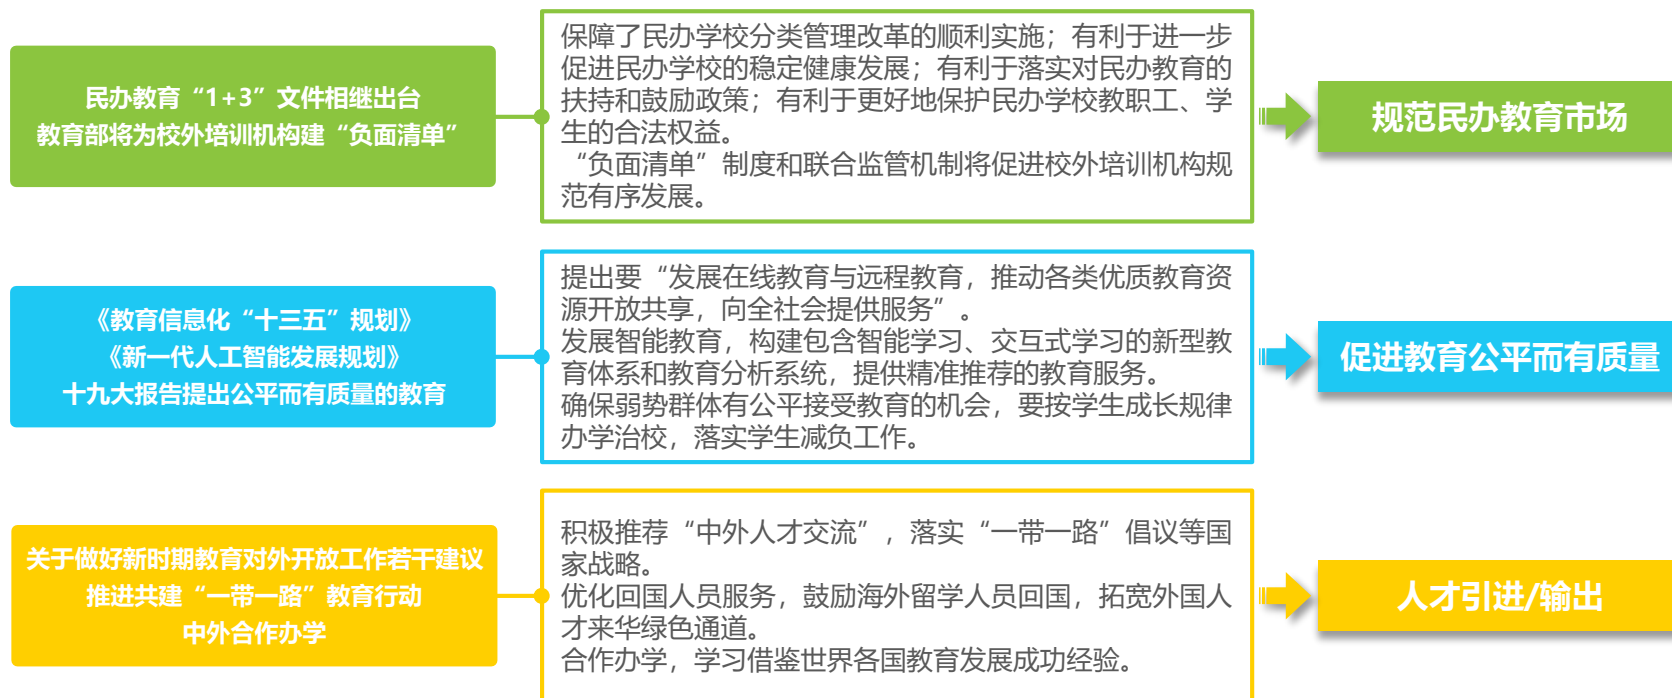 民办教育“1+3”文件相继出台
教育部将为校外培训机构建“负面清单”
保障了民办学校分类管理改革的顺利实施；有利于进一步
促进民办学校的稳定健康发展；有利于落实对民办教育的
扶持和鼓励政策；有利于更好地保护民办学校教职工、学
生的合法权益。
“负面清单”制度和联合监管机制将促进校外培训机构规
范有序发展。
规范民办教育市场
《教育信息化“十三五”规划》
《新一代人工智能发展规划》
十九大报告提出公平而有质量的教育
提出要“发展在线教育与远程教育，推动各类优质教育资
源开放共享，向全社会提供服务”。
发展智能教育，构建包含智能学习、交互式学习的新型教
育体系和教育分析系统，提供精准推荐的教育服务。
确保弱势群体有公平接受教育的机会，要按学生成长规律
办学治校，落实学生减负工作。
促进教育公平而有质量
关于做好新时期教育对外开放工作若干建议
推进共建“一带一路”教育行动
中外合作办学
积极推荐“中外人才交流”，落实“一带一路”倡议等国
家战略。
优化回国人员服务，鼓励海外留学人员回国，拓宽外国人
才来华绿色通道。
合作办学，学习借鉴世界各国教育发展成功经验。
人才引进/输出